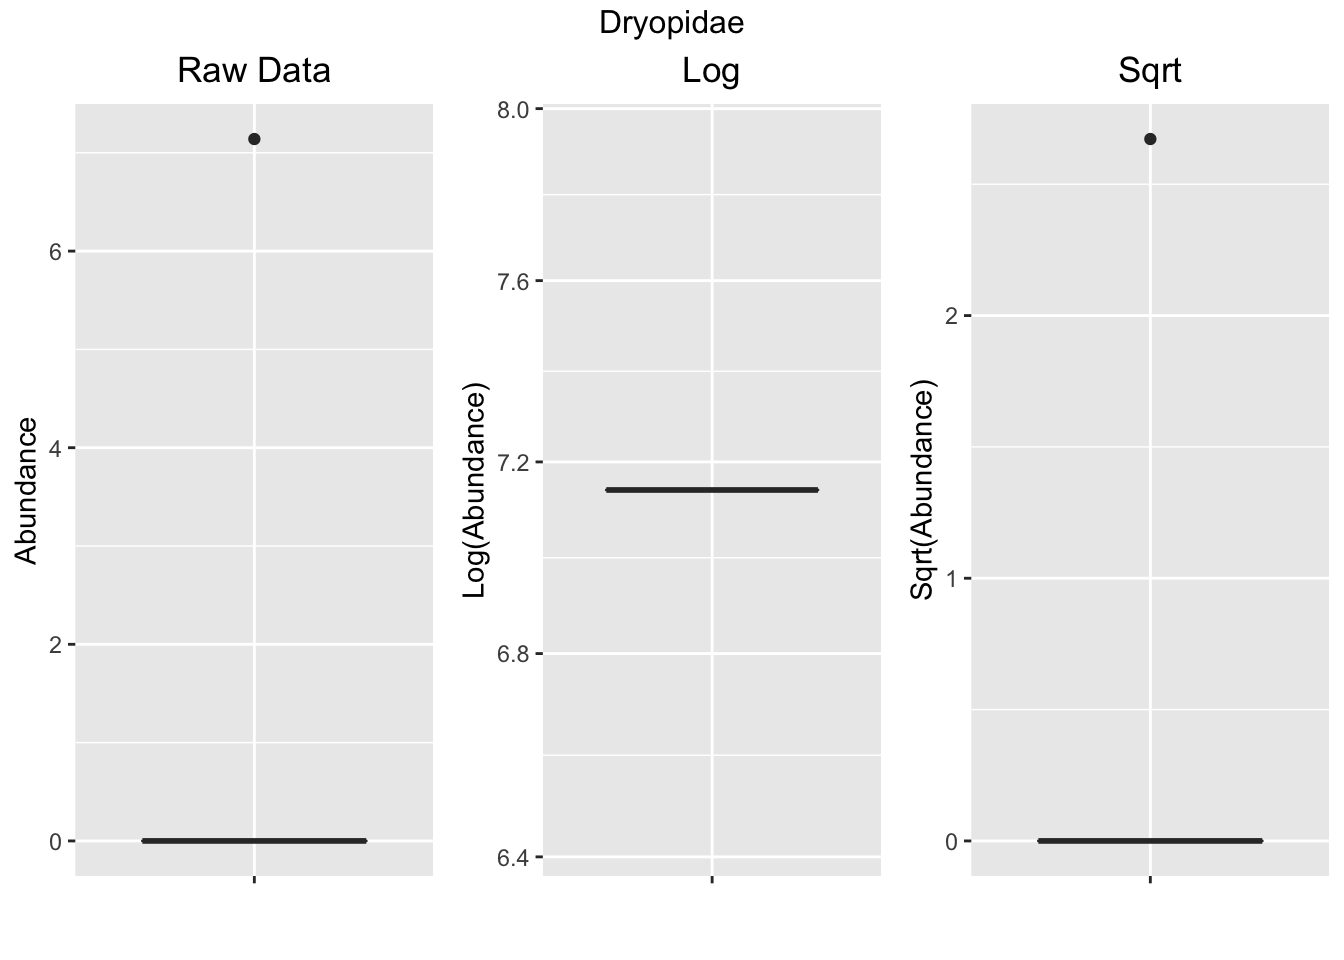 Dryopidae
Raw Data
Abundance
6
4
2
0
Log
Log(Abundance)
8.0
7.6
7.2
6.8
6.4
Sqrt
Sqrt(Abundance)
2
1
0